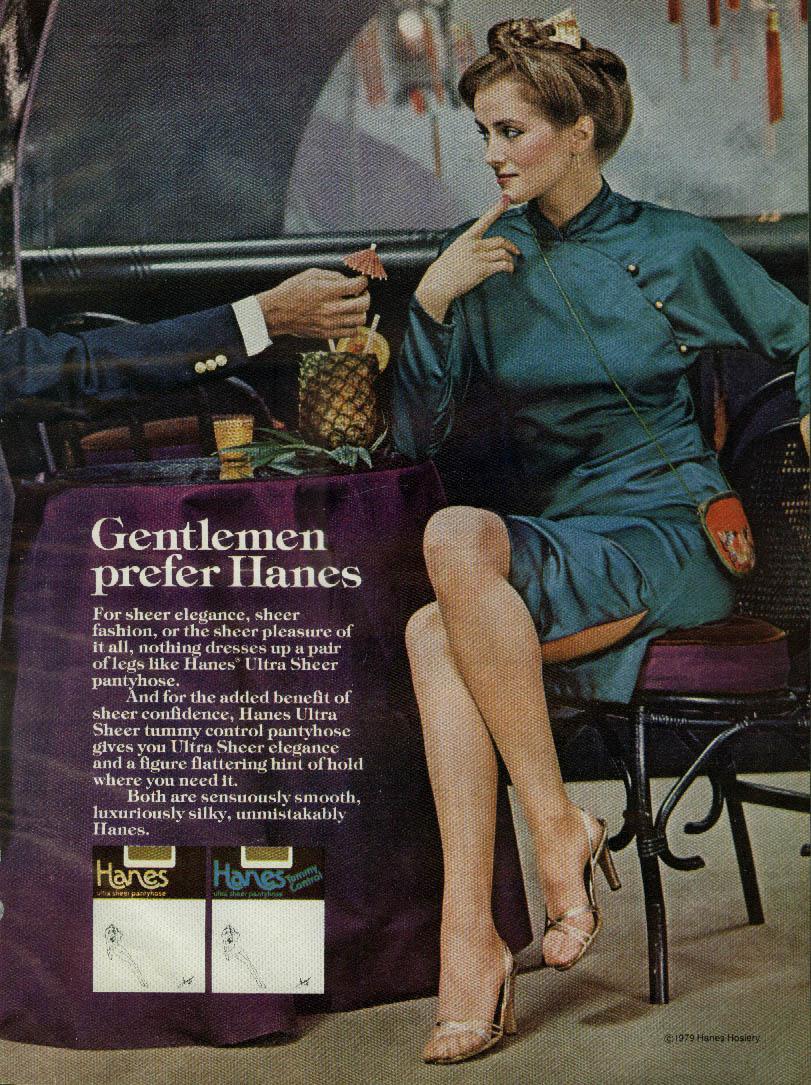 Gentlemen
prefer Hanes
For sheer elegance, sheer
fashion, or the sheer pleasure of
it all, nothing dresses up a pair
of legs like Hanes® Ultra Sheer
pantyhose.
And for the added benefit of
sheer confidence, Hanes Ultra
Sheer tummy control pantyhose
gives you Ultra Sheer elegance
and a figure flattering hint of hold
where you need it.
Both are sensuously smooth,
luxuriously silky, unmistakably
Hanes.
Hanes
ultra sheer pantyhose
Hanes Tummy
Control
ultra sheer pantyhose
©1979 Hanes Hosiery